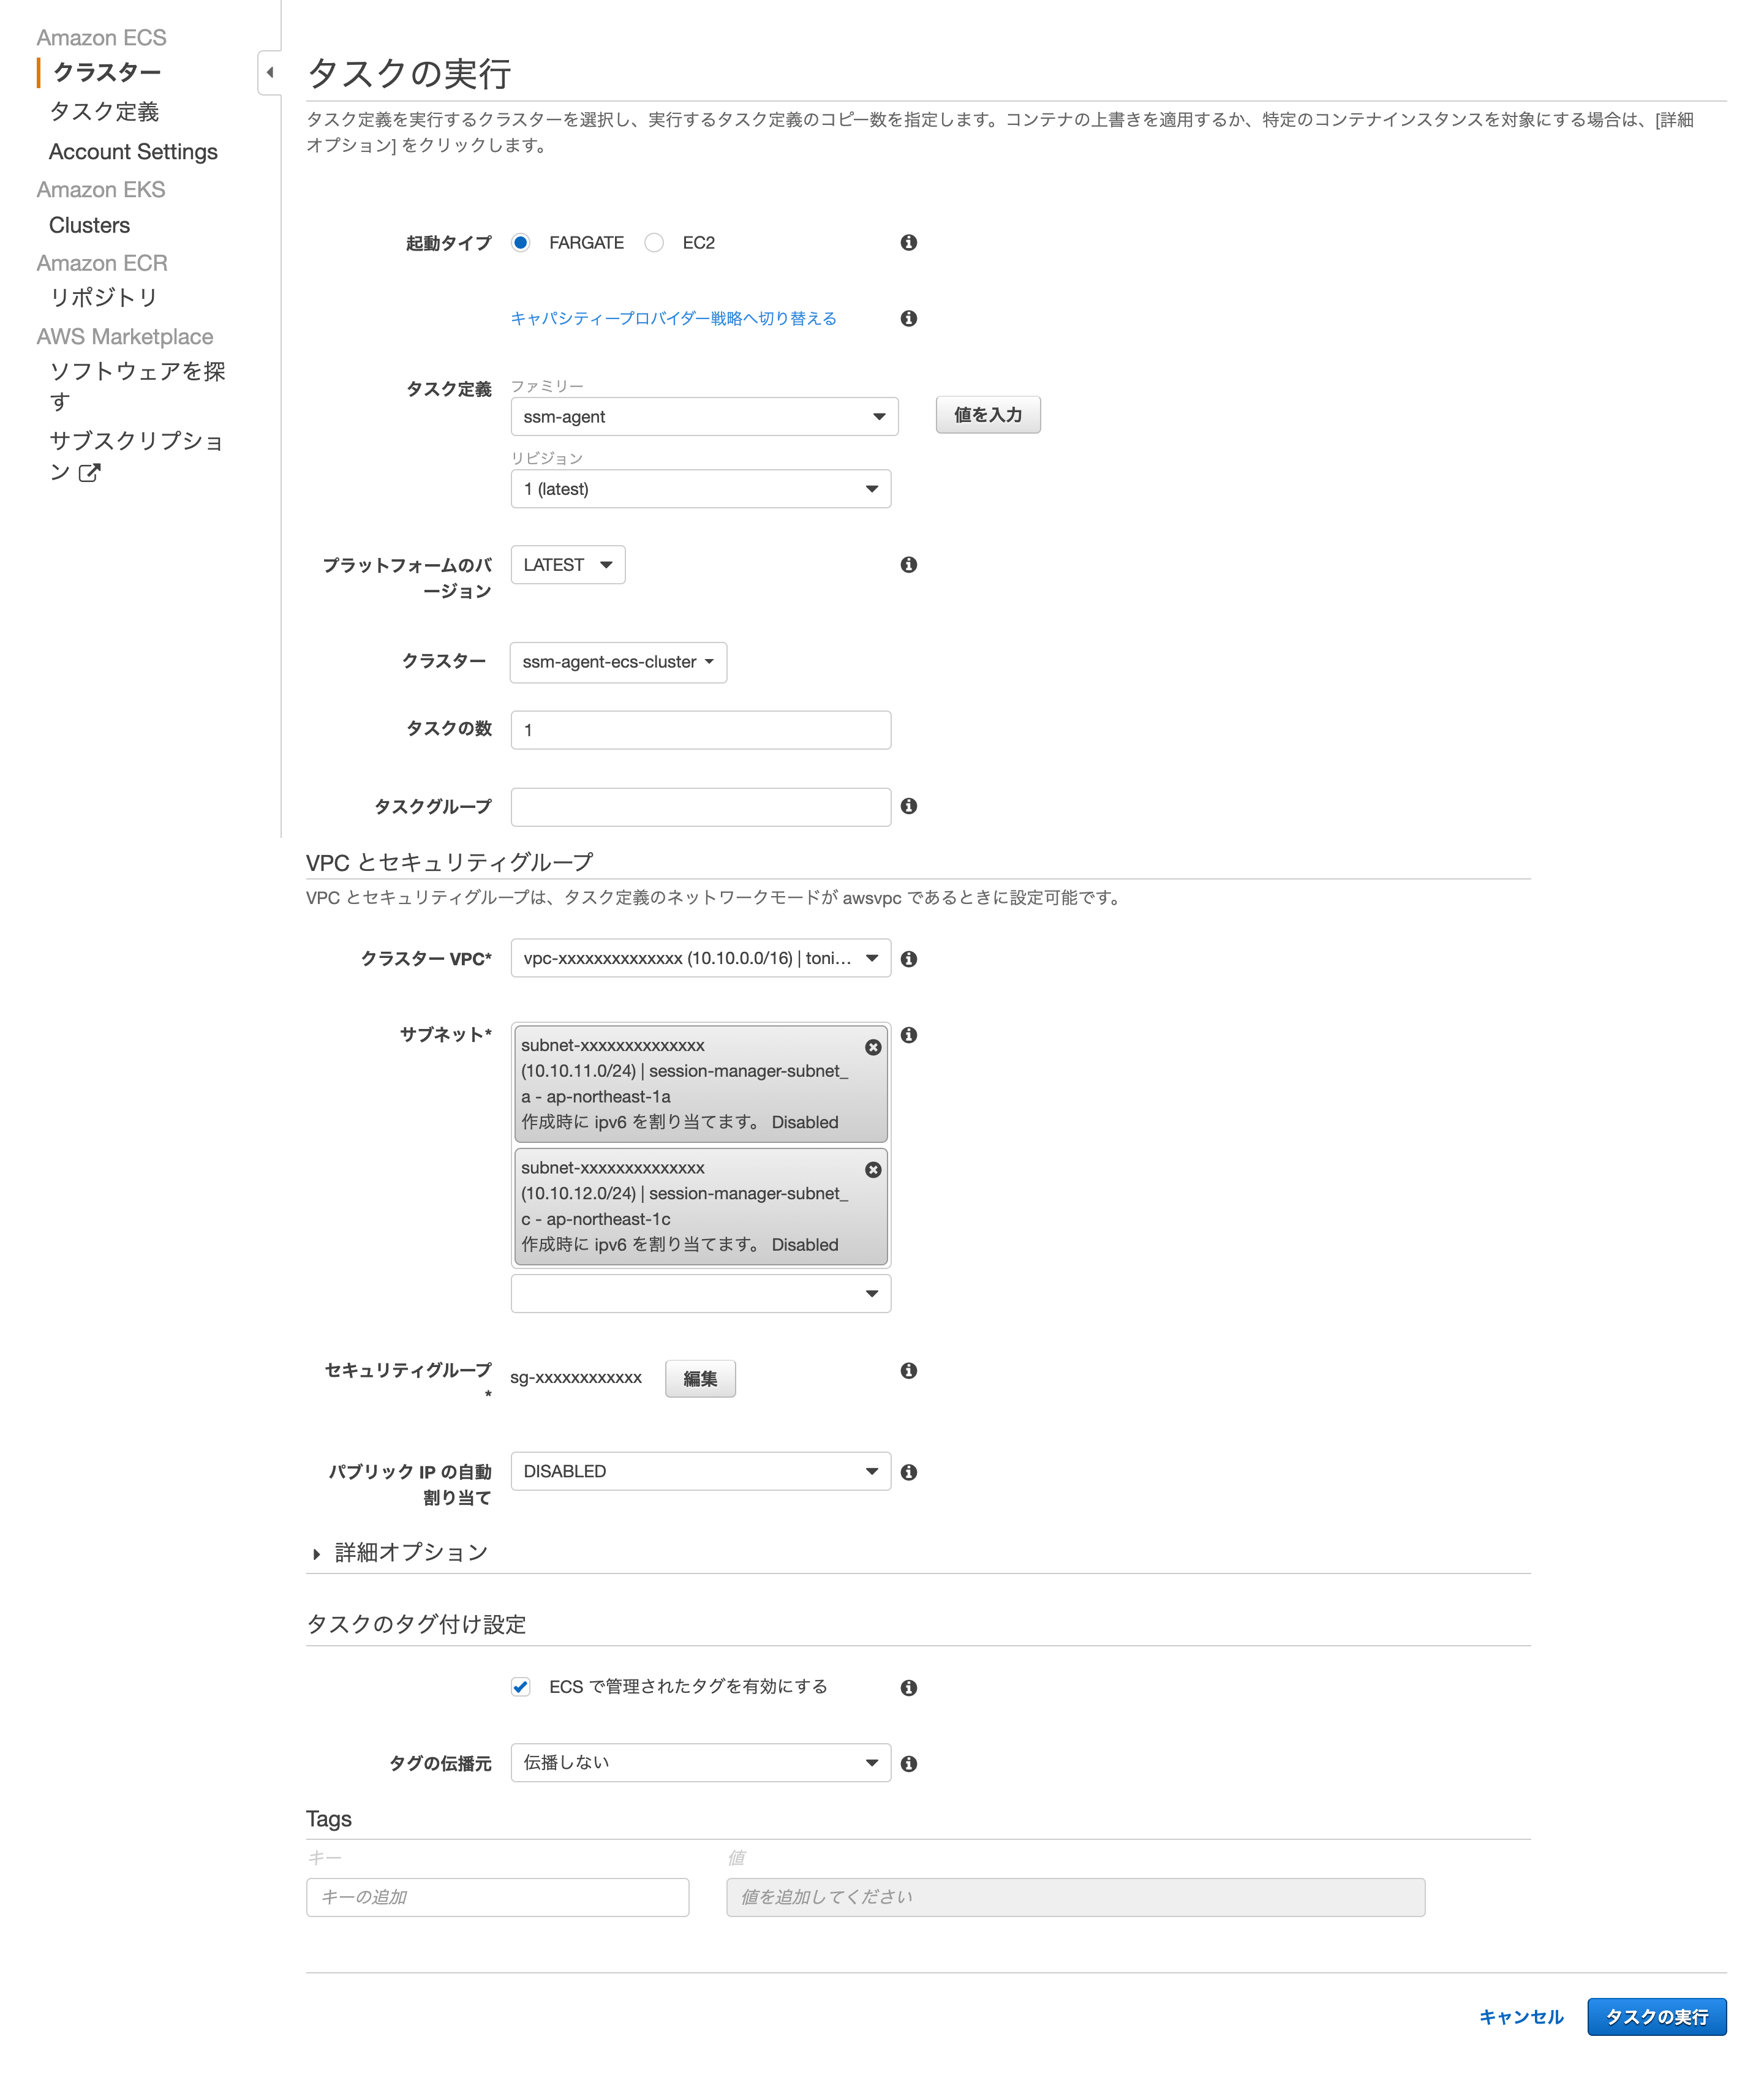 Amazon ECS
クラスター
タスク定義
Account Settings
Amazon EKS
Clusters
Amazon ECR
リポジトリ
AWS Marketplace
ソフトウェアを探
す
サブスクリプショ
ン
タスクの実行
タスク定義を実行するクラスターを選択し、実行するタスク定義のコピー数を指定します。コンテナの上書きを適用するか、特定のコンテナインスタンスを対象にする場合は、[詳細
オプション] をクリックします。
起動タイプ FARGATE EC2
キャパシティープロバイダー戦略へ切り替える
タスク定義 ファミリー
ssm-agent 値を入力
リビジョン
1 (latest)
プラットフォームのバ LATEST
ージョン
クラスター ssm-agent-ecs-cluster
タスクの数 1
タスクグループ
VPC とセキュリティグループ
VPC とセキュリティグループは、タスク定義のネットワークモードが awsvpc であるときに設定可能です。
クラスター VPC* vpc-xxxxxxxxxxxxxx (10.10.0.0/16) | toni...
サブネット* subnet-xxxxxxxxxxxxxx
(10.10.11.0/24) | session-manager-subnet_
a - ap-northeast-1a
作成時に ipv6 を割り当てます。 Disabled
subnet-xxxxxxxxxxxxxx
(10.10.12.0/24) | session-manager-subnet_
c - ap-northeast-1c
作成時に ipv6 を割り当てます。 Disabled
セキュリティグループ sg-xxxxxxxxxxxx 編集
*
パブリック IP の自動 DISABLED
割り当て
詳細オプション
タスクのタグ付け設定
ECS で管理されたタグを有効にする
タグの伝播元 伝播しない
Tags
キー 値
キーの追加 値を追加してください
キャンセル タスクの実行